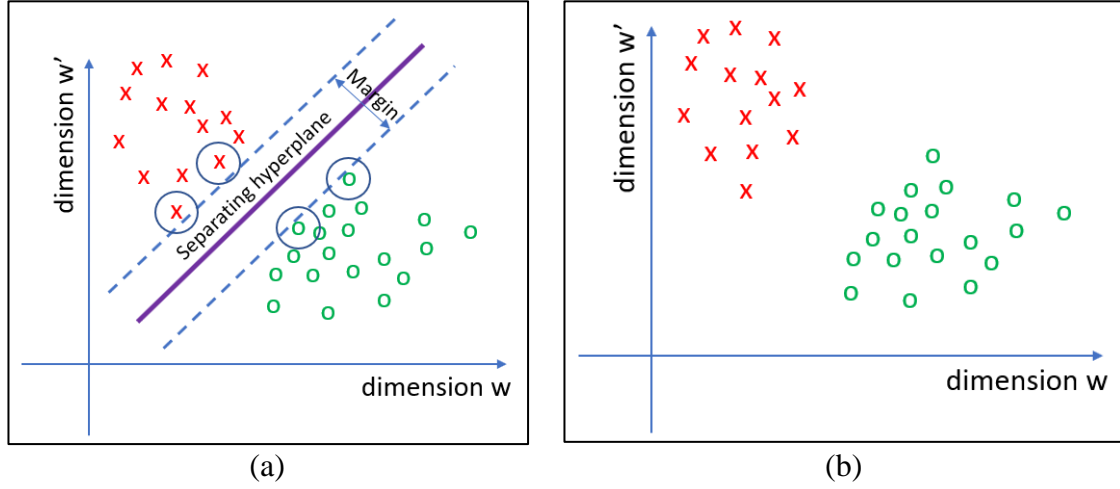 dimension w'
Separating hyperplane
Margin
dimension w
(a)
dimension w'
dimension w
(b)